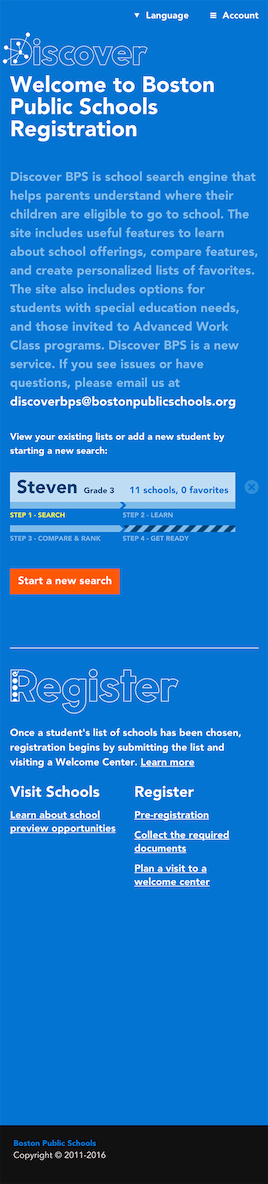 Language
Account
Discover
Welcome to Boston
Public Schools
Registration
Discover BPS is school search engine that
helps parents understand where their
children are eligible to go to school. The
site includes useful features to learn
about school offerings, compare features,
and create personalized lists of favorites.
The site also includes options for
students with special education needs,
and those invited to Advanced Work
Class programs. Discover BPS is a new
service. If you see issues or have
questions, please email us at
discoverbps@bostonpublicschools.org
View your existing lists or add a new student by
starting a new search:
Steven Grade 3 11 schools, 0 favorites
STEP 1 - SEARCH STEP 2 - LEARN
STEP 3 - COMPARE & RANK STEP 4 - GET READY
Start a new search
Register
Once a student's list of schools has been chosen,
registration begins by submitting the list and
visiting a Welcome Center. Learn more
Visit Schools
Learn about school
preview opportunities
Register
Pre-registration
Collect the required
documents
Plan a visit to a
welcome center
Boston Public Schools
Copyright © 2011-2016